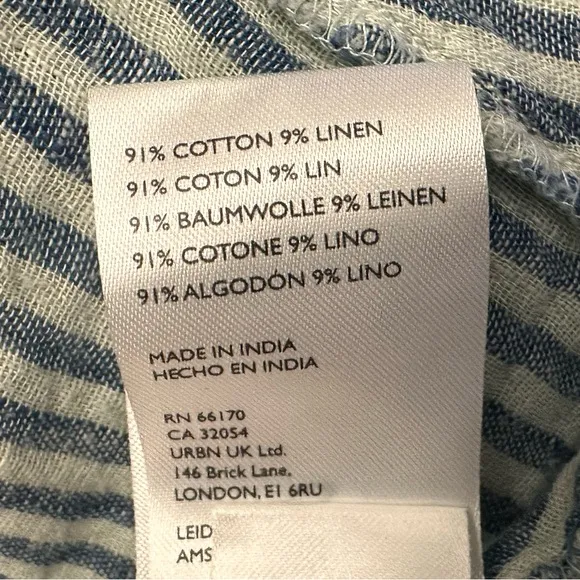 91% COTTON 9% LINEN
91% COTON 9% LIN
91% BAUMWOLLE 9% LEINEN
91% COTONE 9% LINO
91% ALGODÓN 9% LINO
MADE IN INDIA
HECHO EN INDIA
RN 66170
CA 32054
URBN UK Ltd.
146 Brick Lane,
LONDON, E1 6RU
LEID
AMS